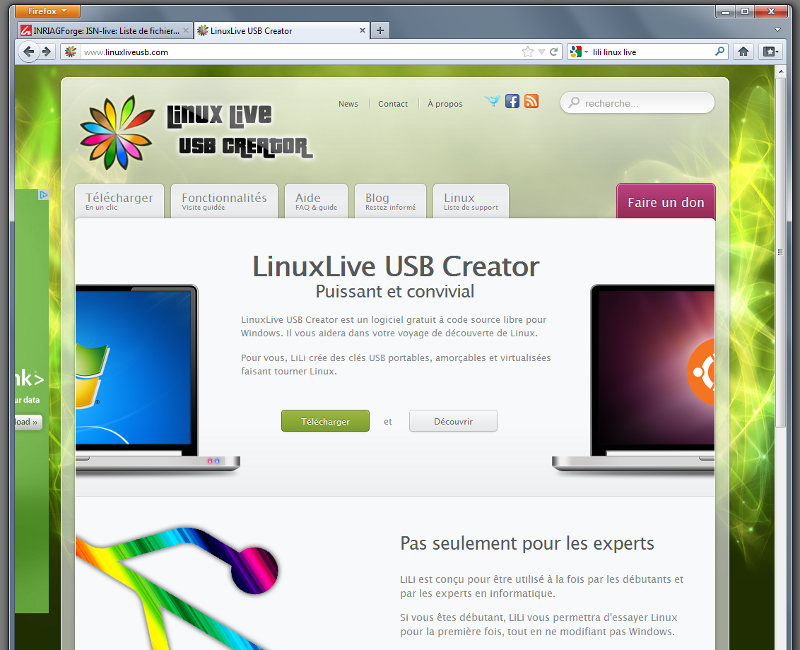 Firefox
INRIAGForge: ISN-live: Liste de fichier...
LinuxLive USB Creator
www.linuxliveusb.com
lili linux live
Linux Live
USB Creator
News
Contact
À propos
recherche...
Télécharger
En un clic
Fonctionnalités
Visite guidée
Aide
FAQ & guide
Blog
Restez informé
Linux
Liste de support
Faire un don
LinuxLive USB Creator
Puissant et convivial
LinuxLive USB Creator est un logiciel gratuit à code source libre pour
Windows. Il vous aidera dans votre voyage de découverte de Linux.
Pour vous, LiLi crée des clés USB portables, amorçables et virtualisées
faisant tourner Linux.
Télécharger
et
Découvrir
nk>
ur data
load »
Pas seulement pour les experts
LiLi est conçu pour être utilisé à la fois par les débutants et
par les experts en informatique.
Si vous êtes débutant, LiLi vous permettra d'essayer Linux
pour la première fois, tout en ne modifiant pas Windows.